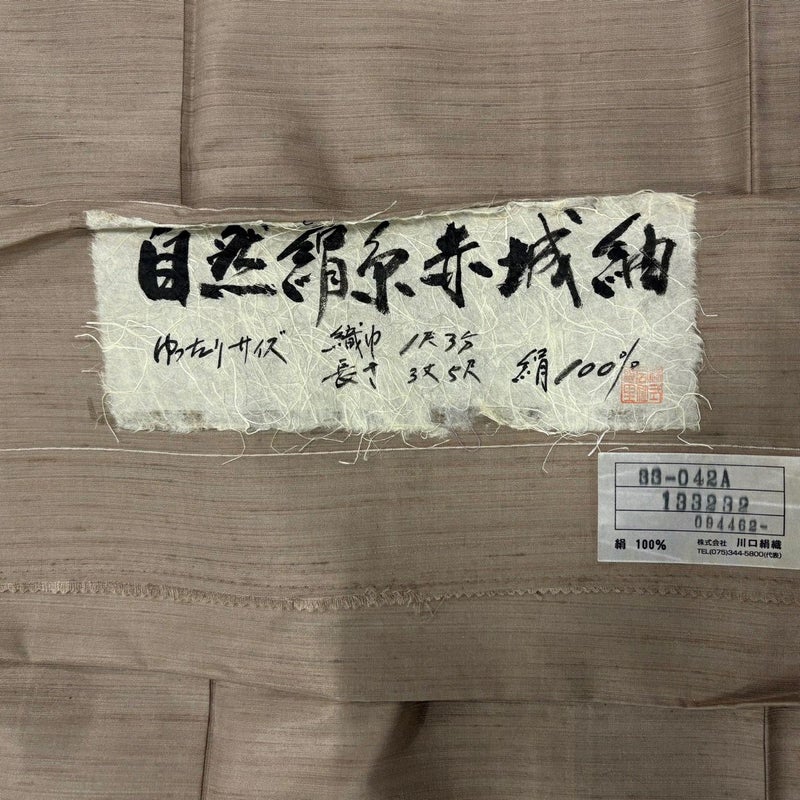 自然絹糸赤城紬
ゆったりサイズ 織巾 1尺3分
長さ 3丈5尺 絹100%
33-042A
133232
094462-
絹 100% 株式会社 川口絹織
TEL(075)344-5800(代表)